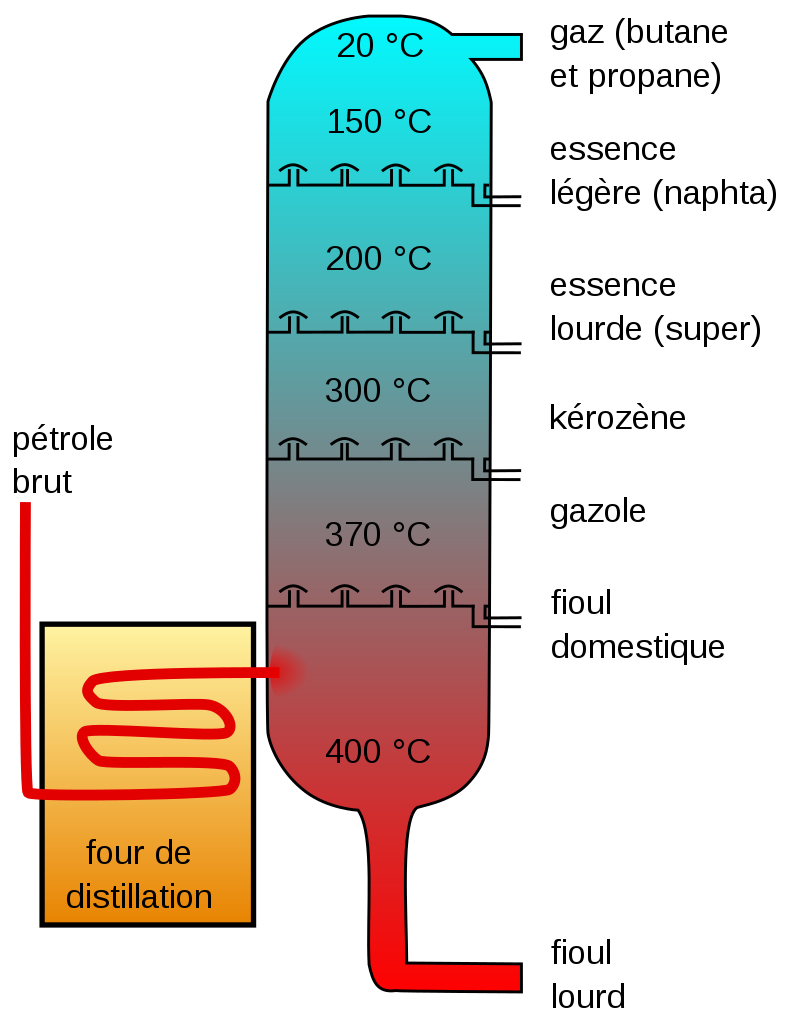 20 °C
gaz (butane
et propane)
150 °C
essence
légère (naphta)
200 °C
essence
lourde (super)
300 °C
kérozène
pétrole
brut
gazole
370 °C
fioul
domestique
400 °C
four de
distillation
fioul
lourd